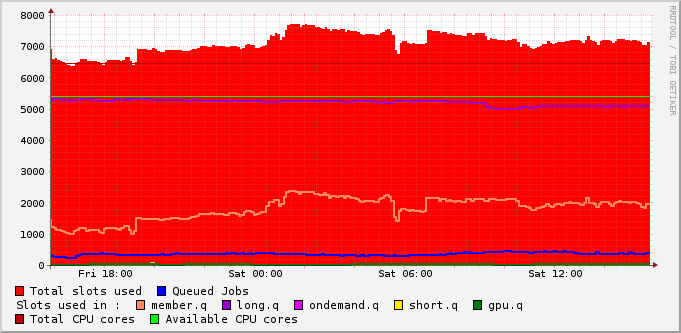 8000
7000
6000
5000
4000
3000
2000
1000
0
Fri 18:00 Sat 00:00 Sat 06:00 Sat 12:00
RRDTOOL / TOBI OETIKER
Total slots used Queued Jobs
Slots used in : member.q long.q ondemand.q short.q gpu.q
Total CPU cores Available CPU cores